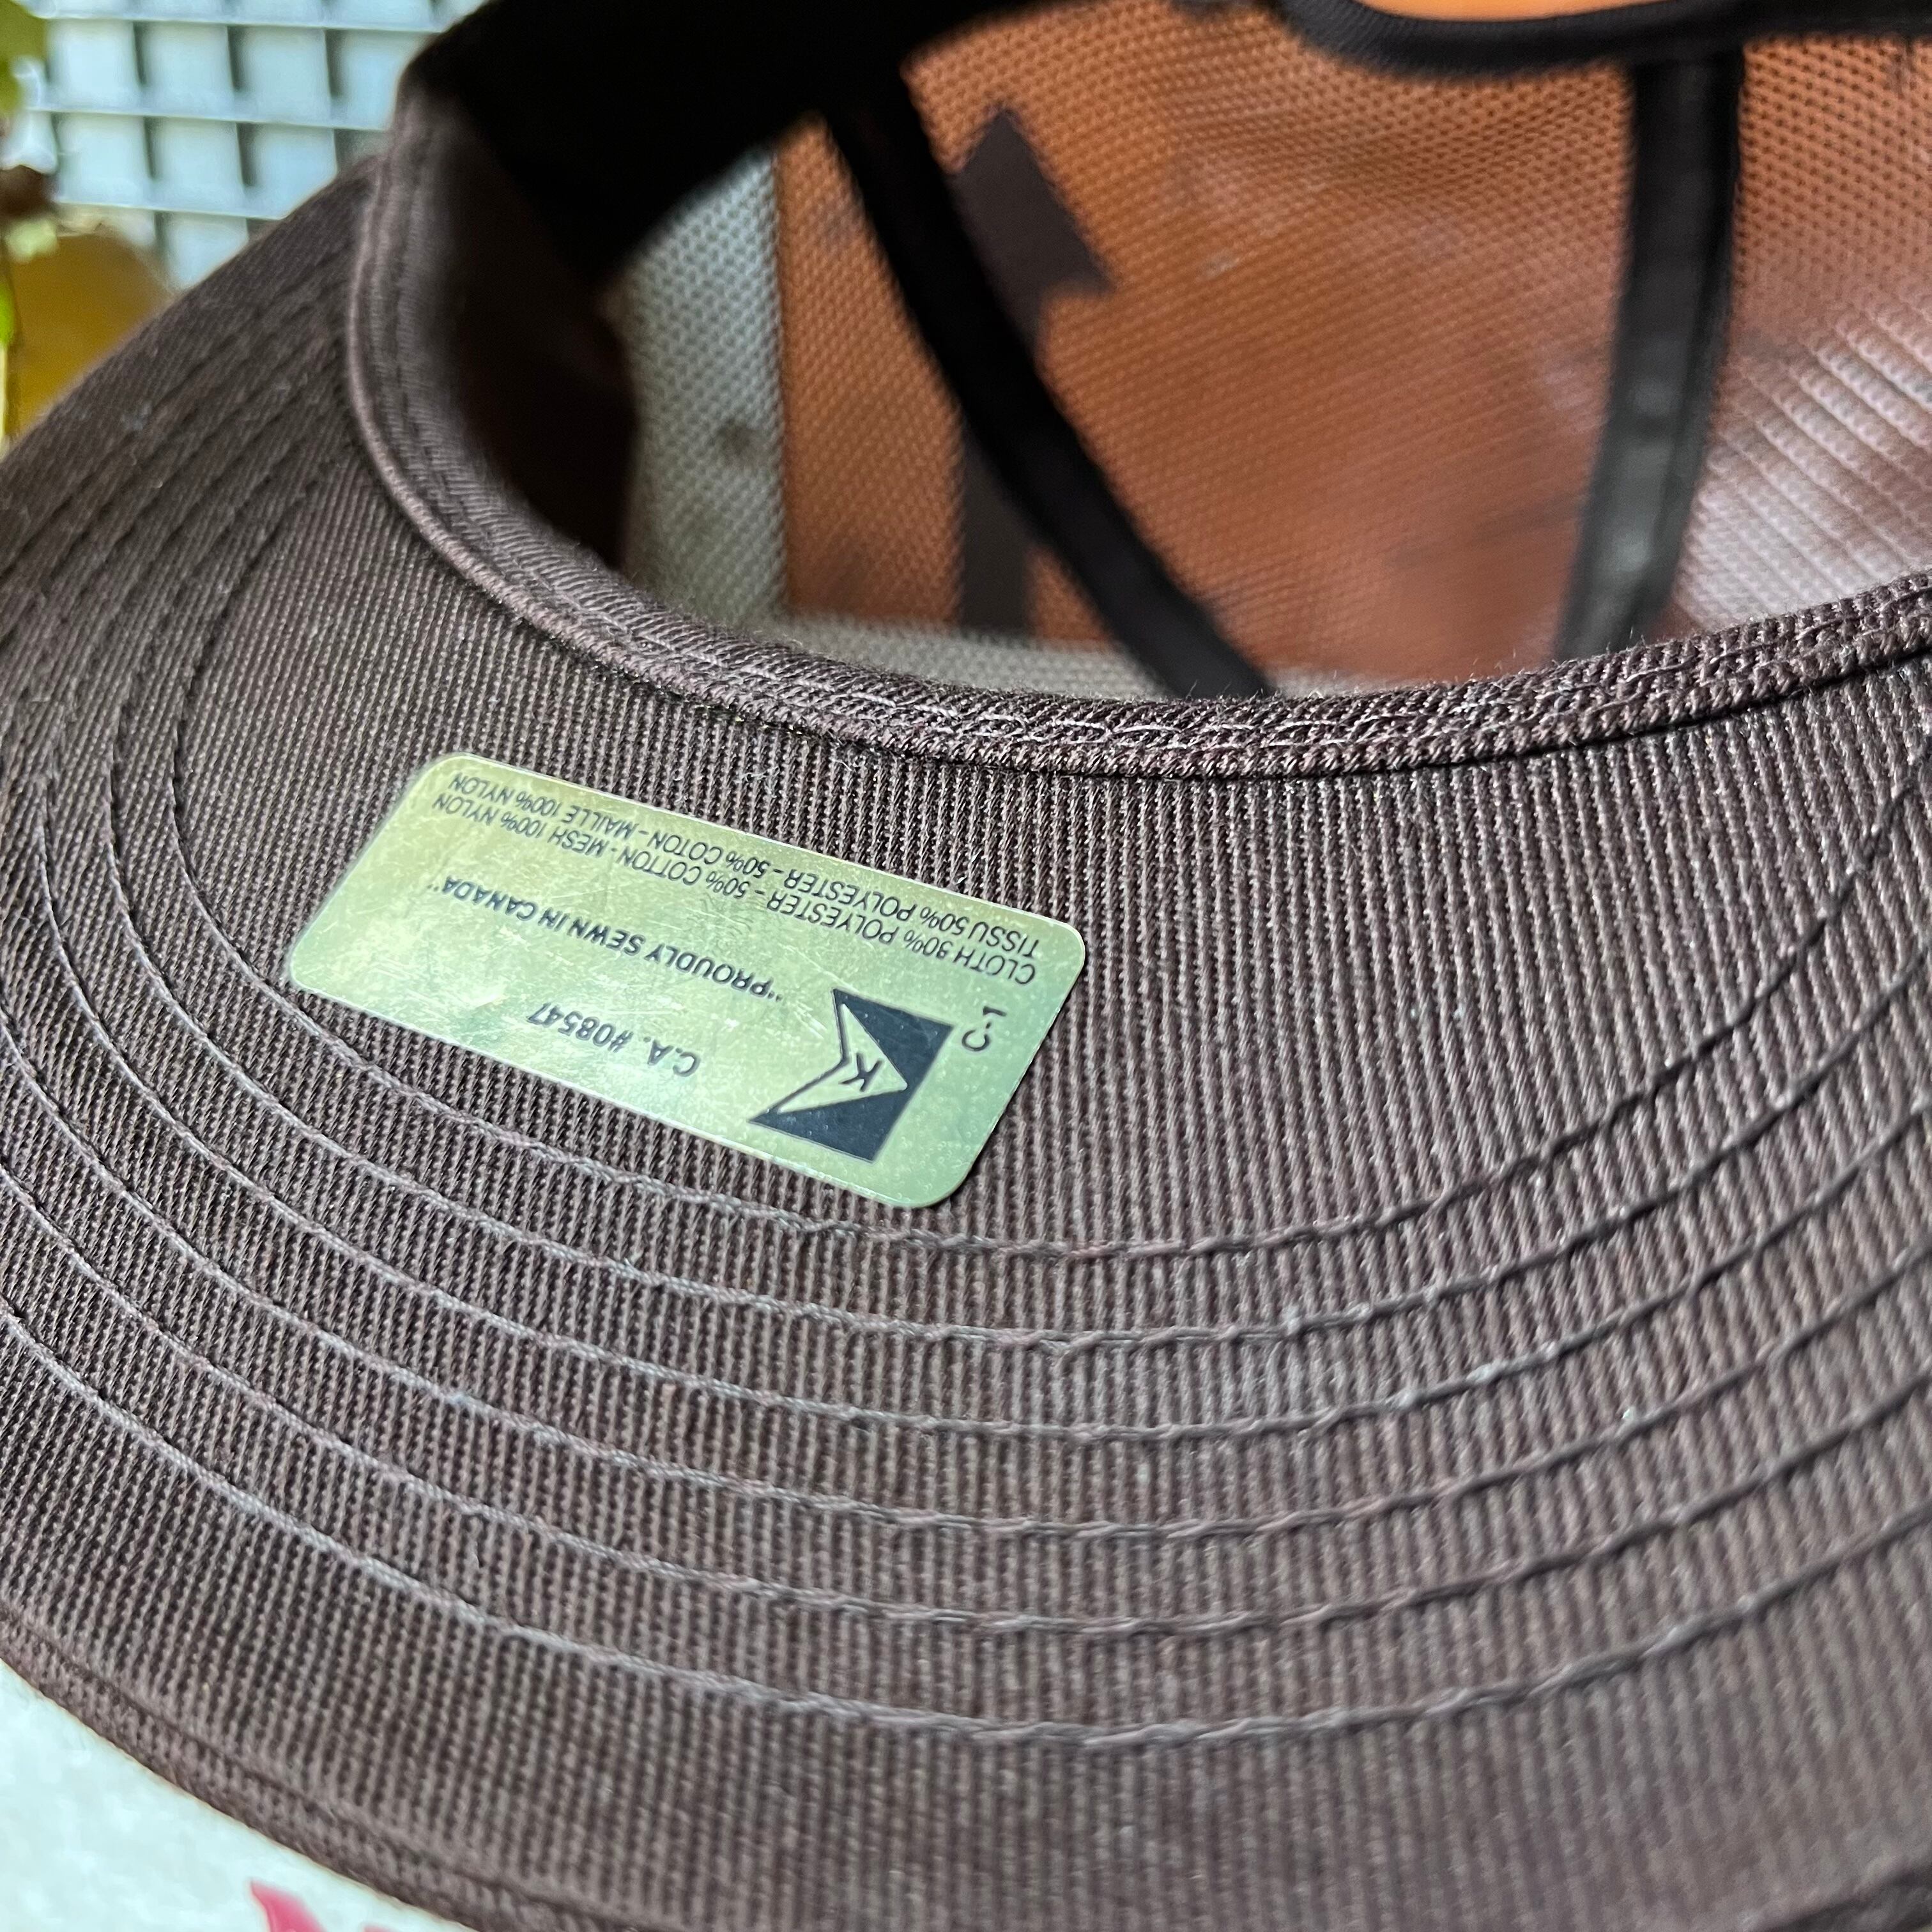 K
C.A. #08547
"PROUDLY SEWN IN CANADA"
C-1
CLOTH 50% POLYESTER - 50% COTTON - MESH 100% NYLON
TISSU 50% POLYESTER - 50% COTON - MAILLE 100% NYLON